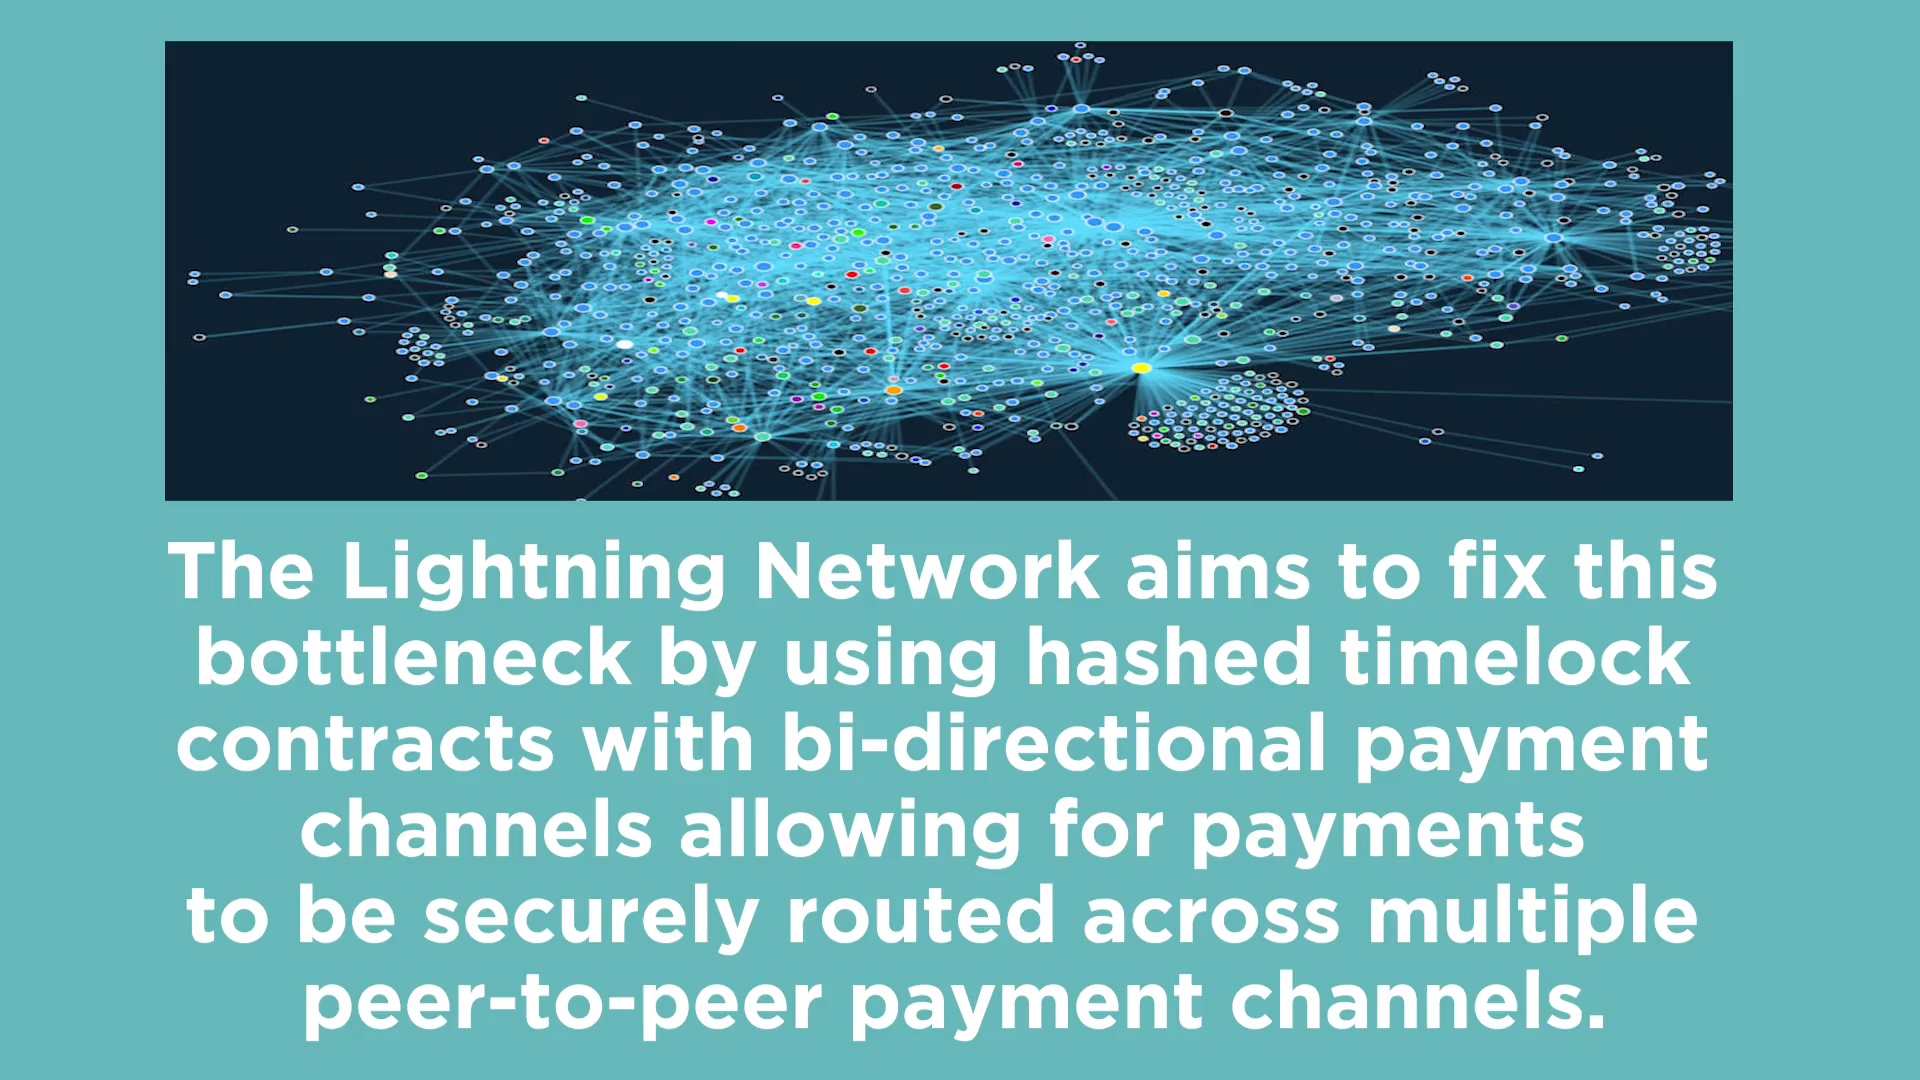 The Lightning Network aims to fix this
bottleneck by using hashed timelock
contracts with bi-directional payment
channels allowing for payments
to be securely routed across multiple
peer-to-peer payment channels.